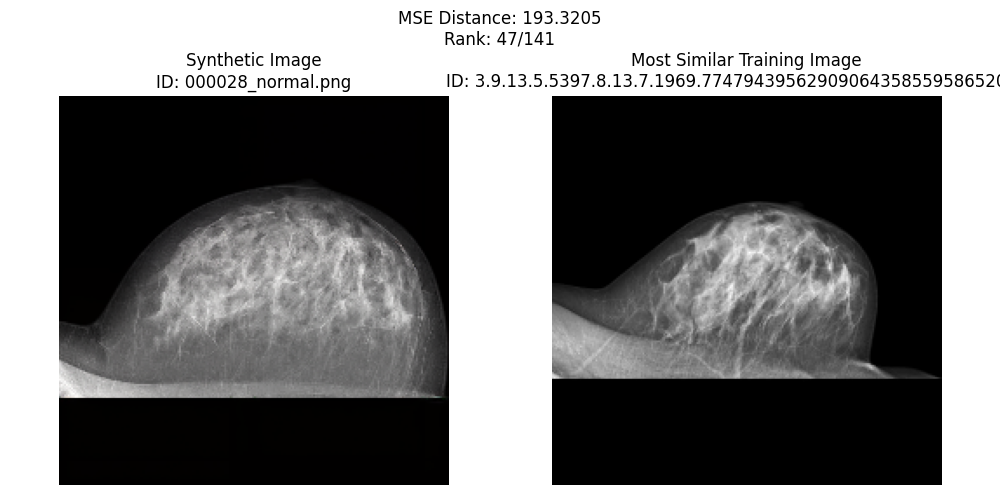 MSE Distance: 193.3205
Rank: 47/141
Synthetic Image
ID: 000028_normal.png
Most Similar Training Image
ID: 3.9.13.5.5397.8.13.7.1969.77479439562909064358559586520